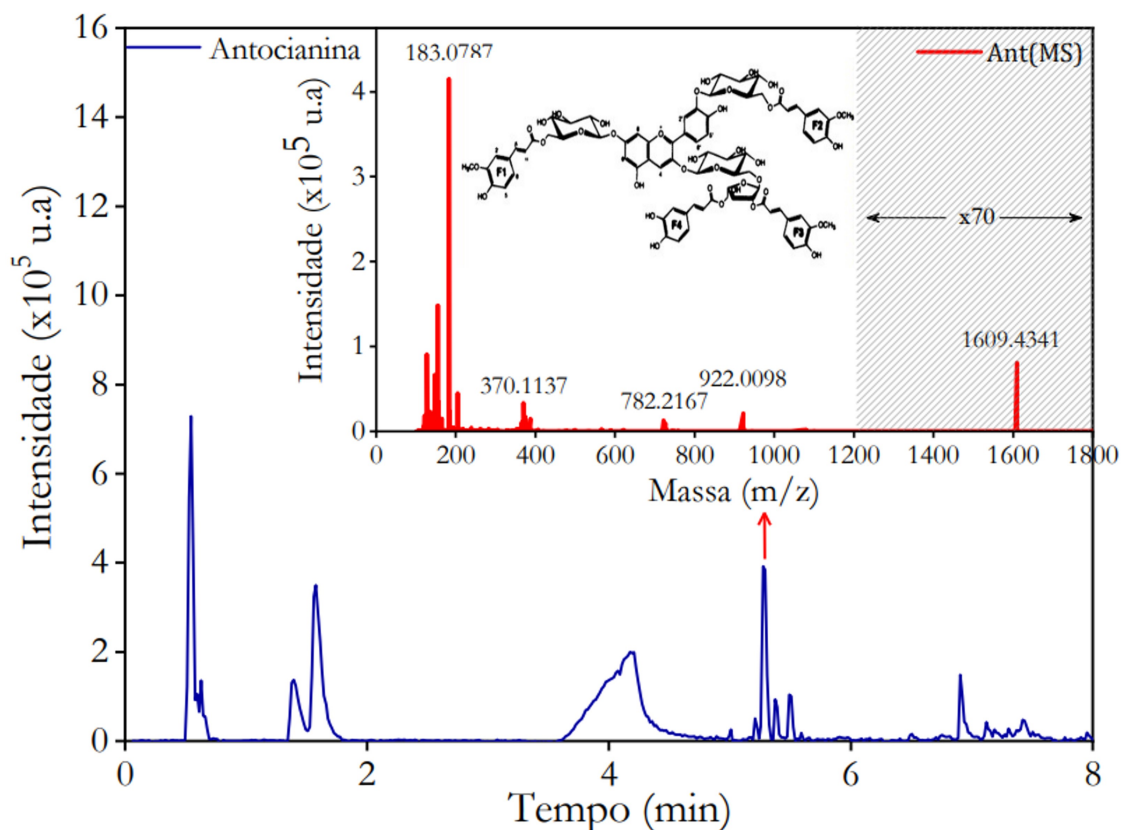 Antocianina
Ant(MS)
183.0787
370.1137
782.2167
922.0098
1609.4341
x70
F1
F2
F3
F4
Intensidade (x10⁵ u.a)
4
3
2
1
0
0 200 400 600 800 1000 1200 1400 1600 1800
Massa (m/z)
Intensidade (x10⁵ u.a)
16
14
12
10
8
6
4
2
0
0 2 4 6 8
Tempo (min)